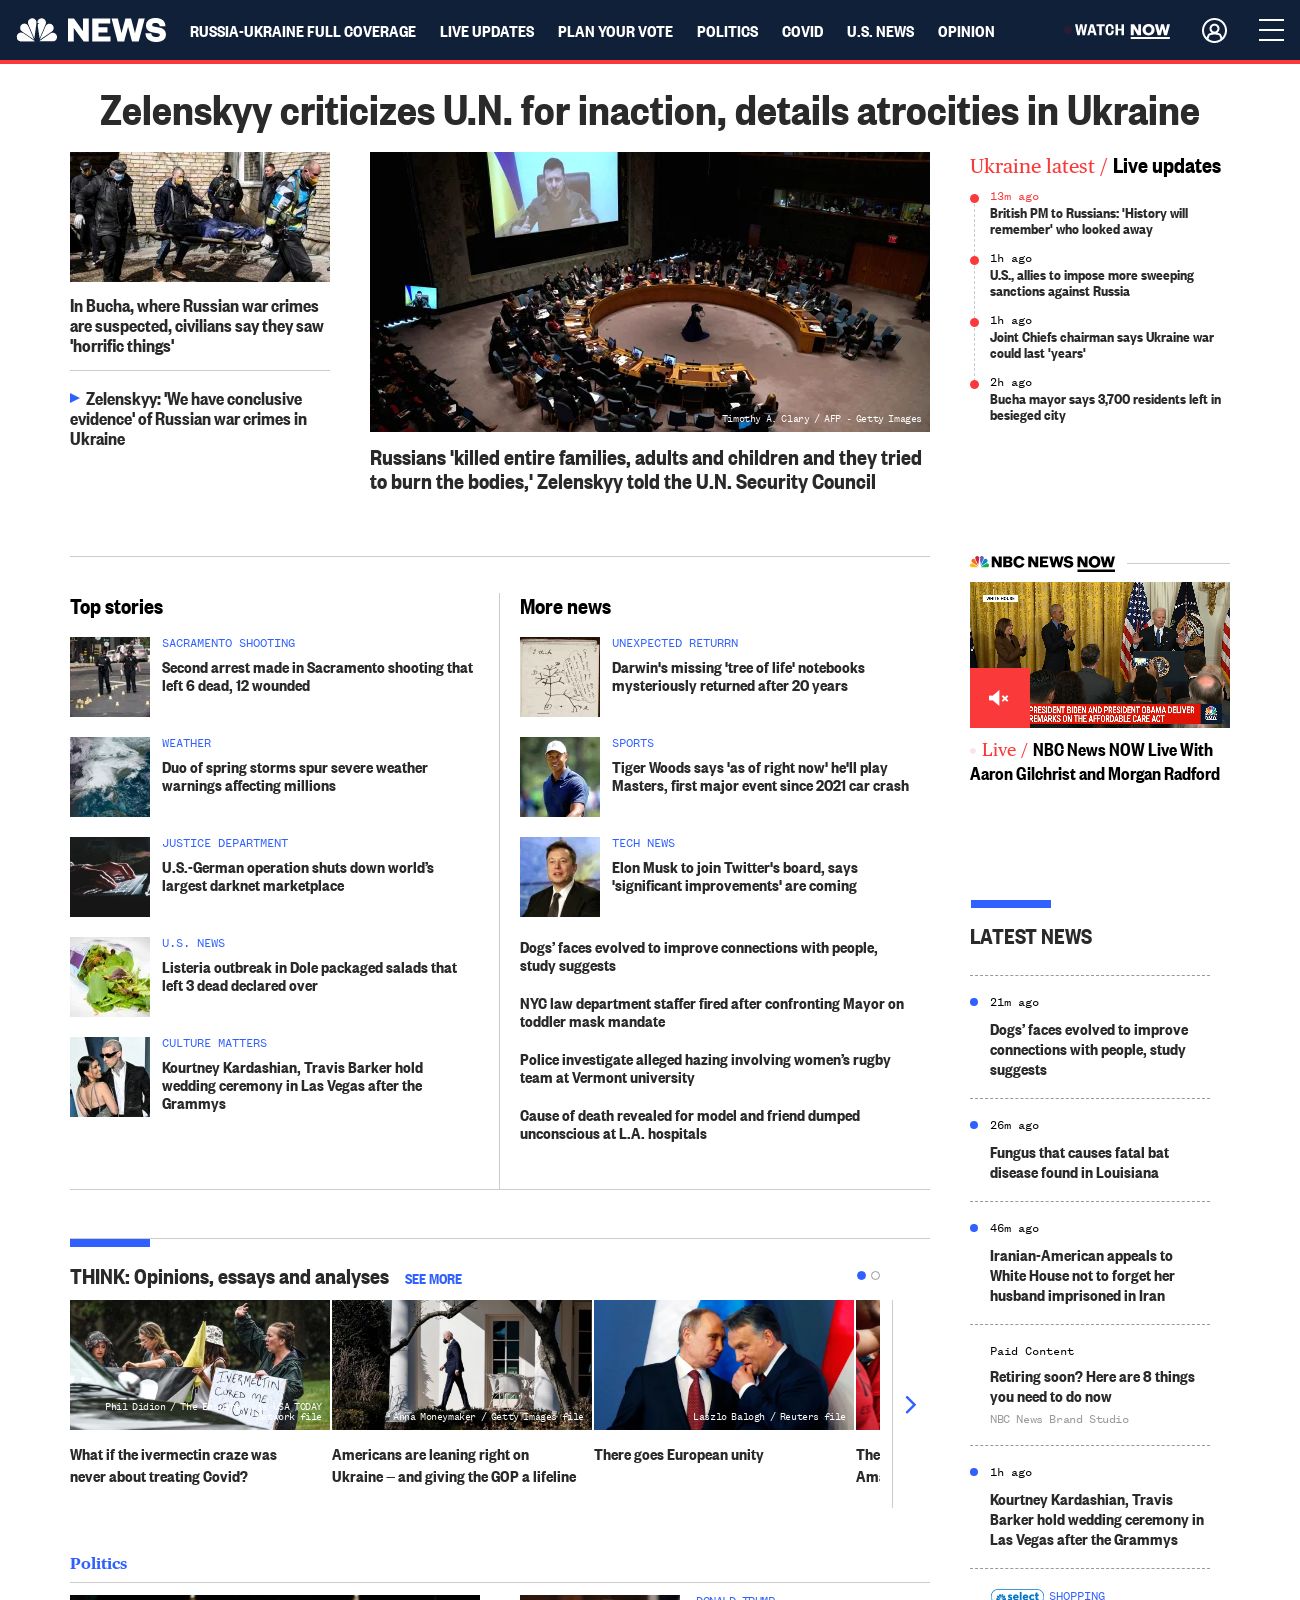 NEWS
RUSSIA-UKRAINE FULL COVERAGE
LIVE UPDATES
PLAN YOUR VOTE
POLITICS
COVID
U.S. NEWS
OPINION
WATCH NOW
Zelenskyy criticizes U.N. for inaction, details atrocities in Ukraine
In Bucha, where Russian war crimes
are suspected, civilians say they saw
'horrific things'
Zelenskyy: 'We have conclusive
evidence' of Russian war crimes in
Ukraine
Timothy A. Clary / AFP - Getty Images
Russians 'killed entire families, adults and children and they tried
to burn the bodies,' Zelenskyy told the U.N. Security Council
Ukraine latest / Live updates
13m ago
British PM to Russians: 'History will
remember' who looked away
1h ago
U.S., allies to impose more sweeping
sanctions against Russia
1h ago
Joint Chiefs chairman says Ukraine war
could last 'years'
2h ago
Bucha mayor says 3,700 residents left in
besieged city
NBC NEWS NOW
WHITE HOUSE
PRESIDENT BIDEN AND PRESIDENT OBAMA DELIVER
REMARKS ON THE AFFORDABLE CARE ACT
Live / NBC News NOW Live With
Aaron Gilchrist and Morgan Radford
Top stories
SACRAMENTO SHOOTING
Second arrest made in Sacramento shooting that
left 6 dead, 12 wounded
WEATHER
Duo of spring storms spur severe weather
warnings affecting millions
JUSTICE DEPARTMENT
U.S.-German operation shuts down world’s
largest darknet marketplace
U.S. NEWS
Listeria outbreak in Dole packaged salads that
left 3 dead declared over
CULTURE MATTERS
Kourtney Kardashian, Travis Barker hold
wedding ceremony in Las Vegas after the
Grammys
More news
I think
UNEXPECTED RETURRN
Darwin's missing 'tree of life' notebooks
mysteriously returned after 20 years
SPORTS
Tiger Woods says 'as of right now' he'll play
Masters, first major event since 2021 car crash
TECH NEWS
Elon Musk to join Twitter's board, says
'significant improvements' are coming
Dogs’ faces evolved to improve connections with people,
study suggests
NYC law department staffer fired after confronting Mayor on
toddler mask mandate
Police investigate alleged hazing involving women’s rugby
team at Vermont university
Cause of death revealed for model and friend dumped
unconscious at L.A. hospitals
LATEST NEWS
21m ago
Dogs’ faces evolved to improve
connections with people, study
suggests
26m ago
Fungus that causes fatal bat
disease found in Louisiana
46m ago
Iranian-American appeals to
White House not to forget her
husband imprisoned in Iran
Paid Content
Retiring soon? Here are 8 things
you need to do now
NBC News Brand Studio
1h ago
Kourtney Kardashian, Travis
Barker hold wedding ceremony in
Las Vegas after the Grammys
select SHOPPING
THINK: Opinions, essays and analyses
SEE MORE
IVERMECTIN
CURED ME
COVID!
Phil Didion / The USA TODAY
file
What if the ivermectin craze was
never about treating Covid?
Anna Moneymaker / Getty Images file
Americans are leaning right on
Ukraine — and giving the GOP a lifeline
Laszlo Balogh / Reuters file
There goes European unity
The
Ama
Politics
DONALD TRUMP